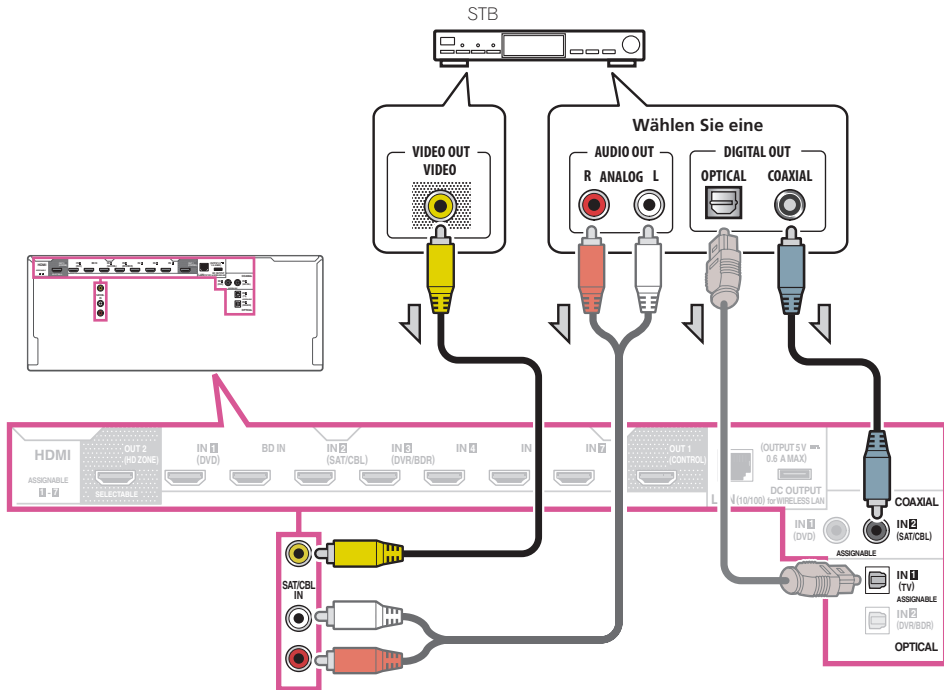 STB
Wählen Sie eine
VIDEO OUT
VIDEO
AUDIO OUT
R ANALOG L
DIGITAL OUT
OPTICAL COAXIAL
HDMI
ASSIGNABLE
1 - 7
OUT 2
(HD ZONE)
SELECTABLE
IN 1
(DVD)
BD IN
IN 2
(SAT/CBL)
IN 3
(DVR/BDR)
IN 4
IN
IN 7
OUT 1
(CONTROL)
(OUTPUT 5 V
0.6 A MAX)
DC OUTPUT
for WIRELESS LAN
(10/100)
COAXIAL
IN 1
(DVD)
IN 2
(SAT/CBL)
ASSIGNABLE
IN 1
(TV)
ASSIGNABLE
IN 2
(DVR/BDR)
OPTICAL
SAT/CBL
IN